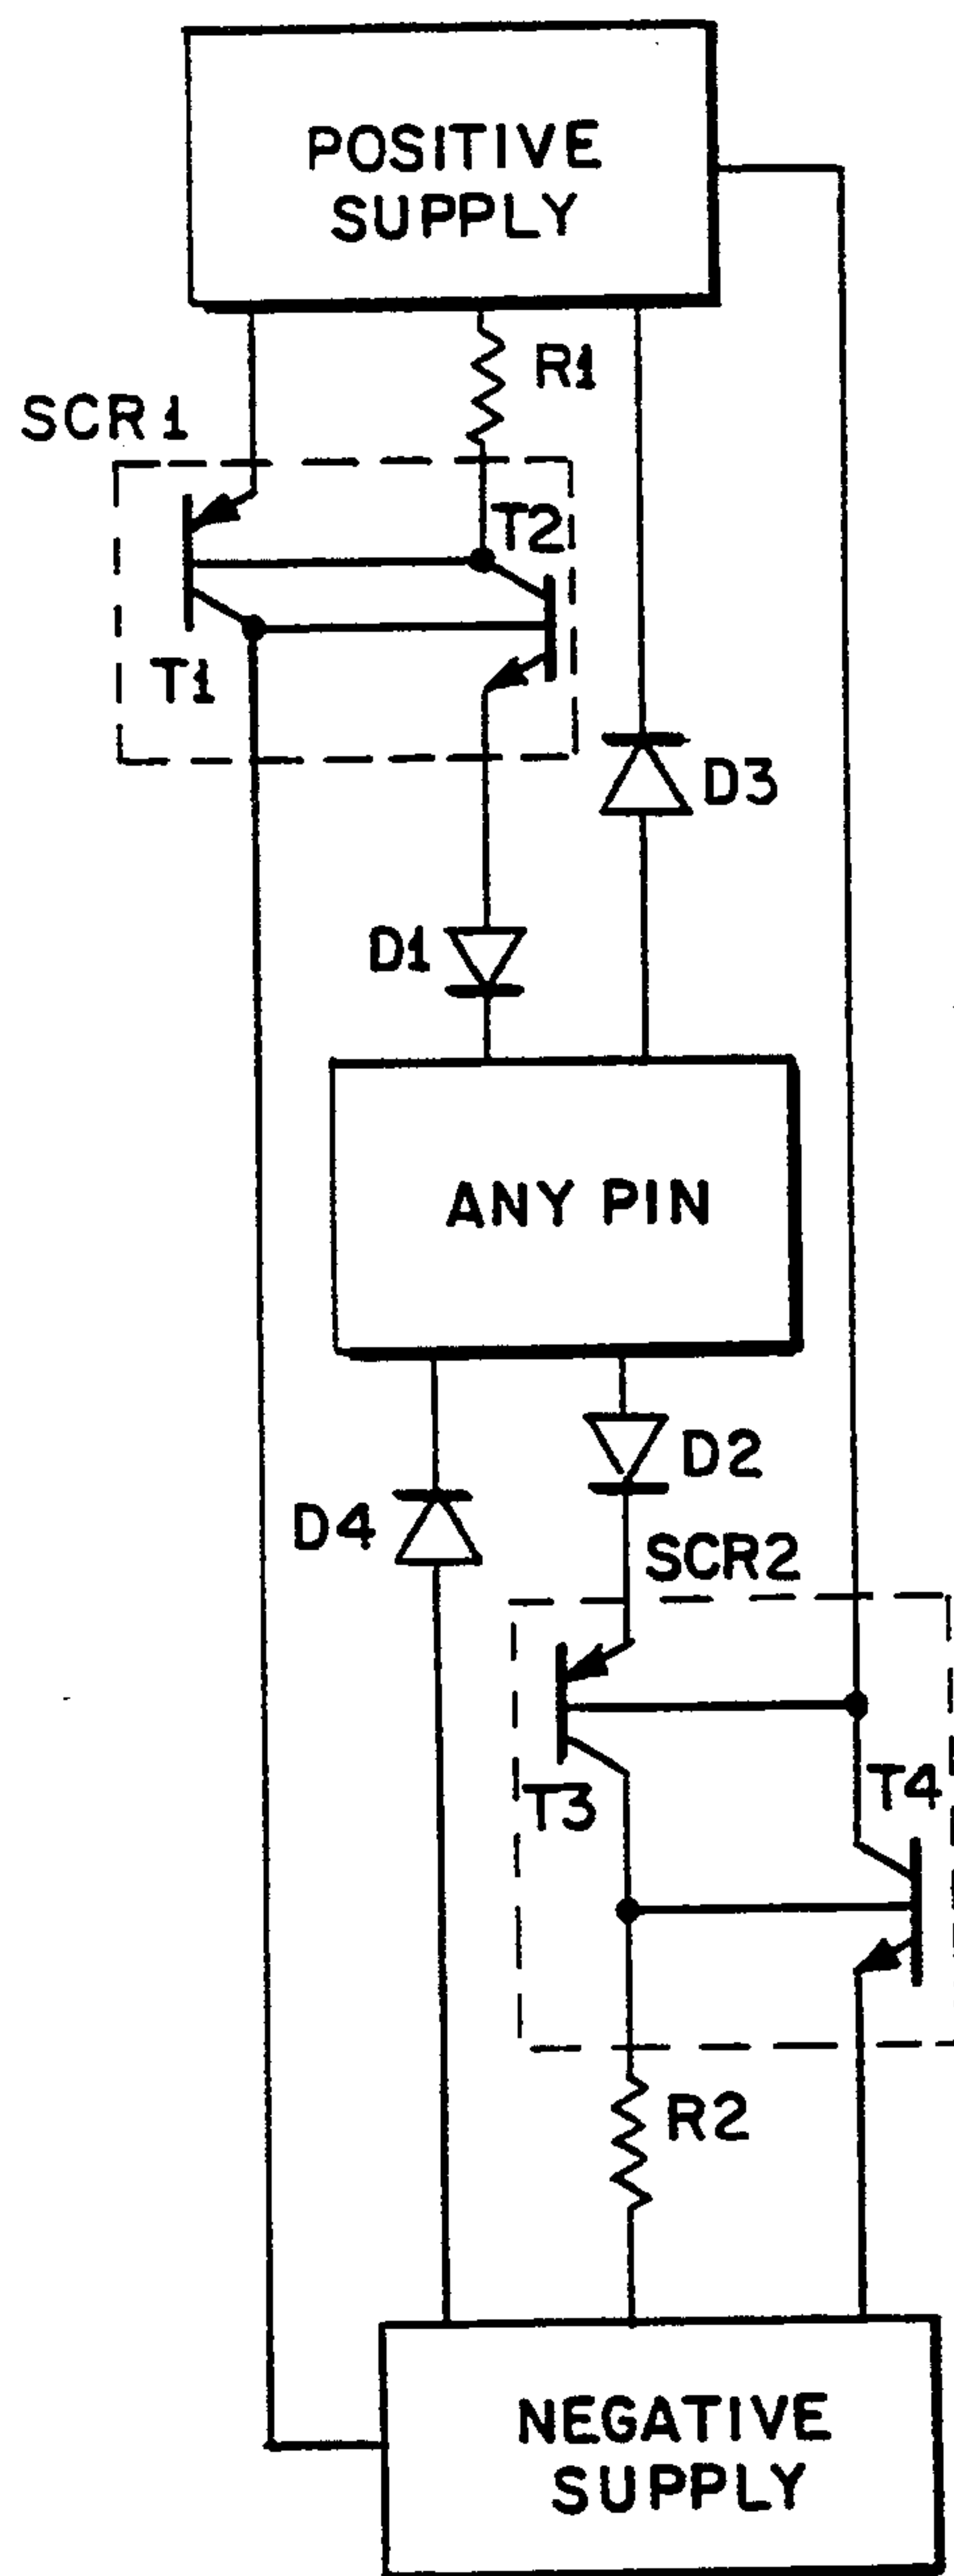 POSITIVE
SUPPLY
R1
SCR1
T2
T1
D3
D1
ANY PIN
D2
D4
SCR2
T3
T4
R2
NEGATIVE
SUPPLY